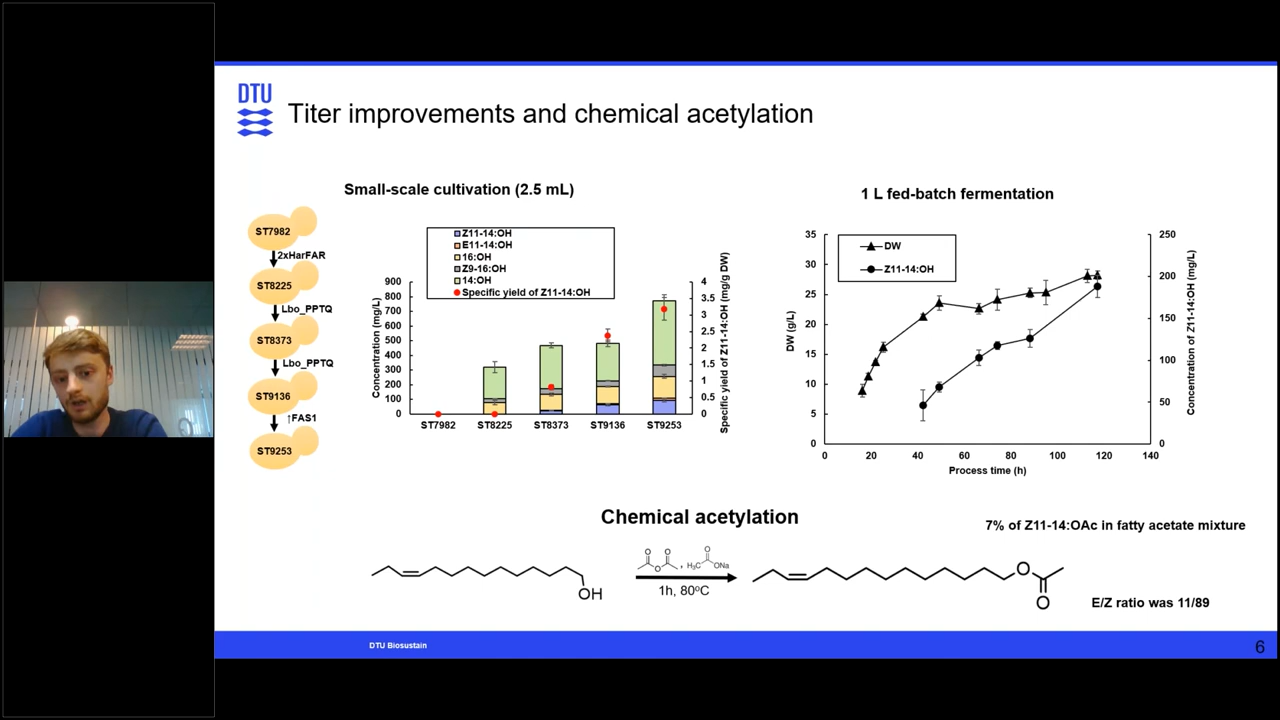 DTU
Titer improvements and chemical acetylation
Small-scale cultivation (2.5 mL)
1 L fed-batch fermentation
ST7982
2xHarFAR
ST8225
Lbo_PPTQ
ST8373
Lbo_PPTQ
ST9136
↑FAS1
ST9253
Z11-14:OH
E11-14:OH
16:OH
Z9-16:OH
14:OH
Specific yield of Z11-14:OH
Concentration (mg/L)
900
800
700
600
500
400
300
200
100
0
4
3.5
3
2.5
2
1.5
1
0.5
0
Specific yield of Z11-14:OH (mg/g DW)
ST7982 ST8225 ST8373 ST9136 ST9253
DW
Z11-14:OH
DW (g/L)
35
30
25
20
15
10
5
0
250
200
150
100
50
0
Concentration of Z11-14:OH (mg/L)
0 20 40 60 80 100 120 140
Process time (h)
Chemical acetylation
7% of Z11-14:OAc in fatty acetate mixture
OH
O O
O , H₃C O ONa
1h, 80°C
O
O
E/Z ratio was 11/89
DTU Biosustain
6